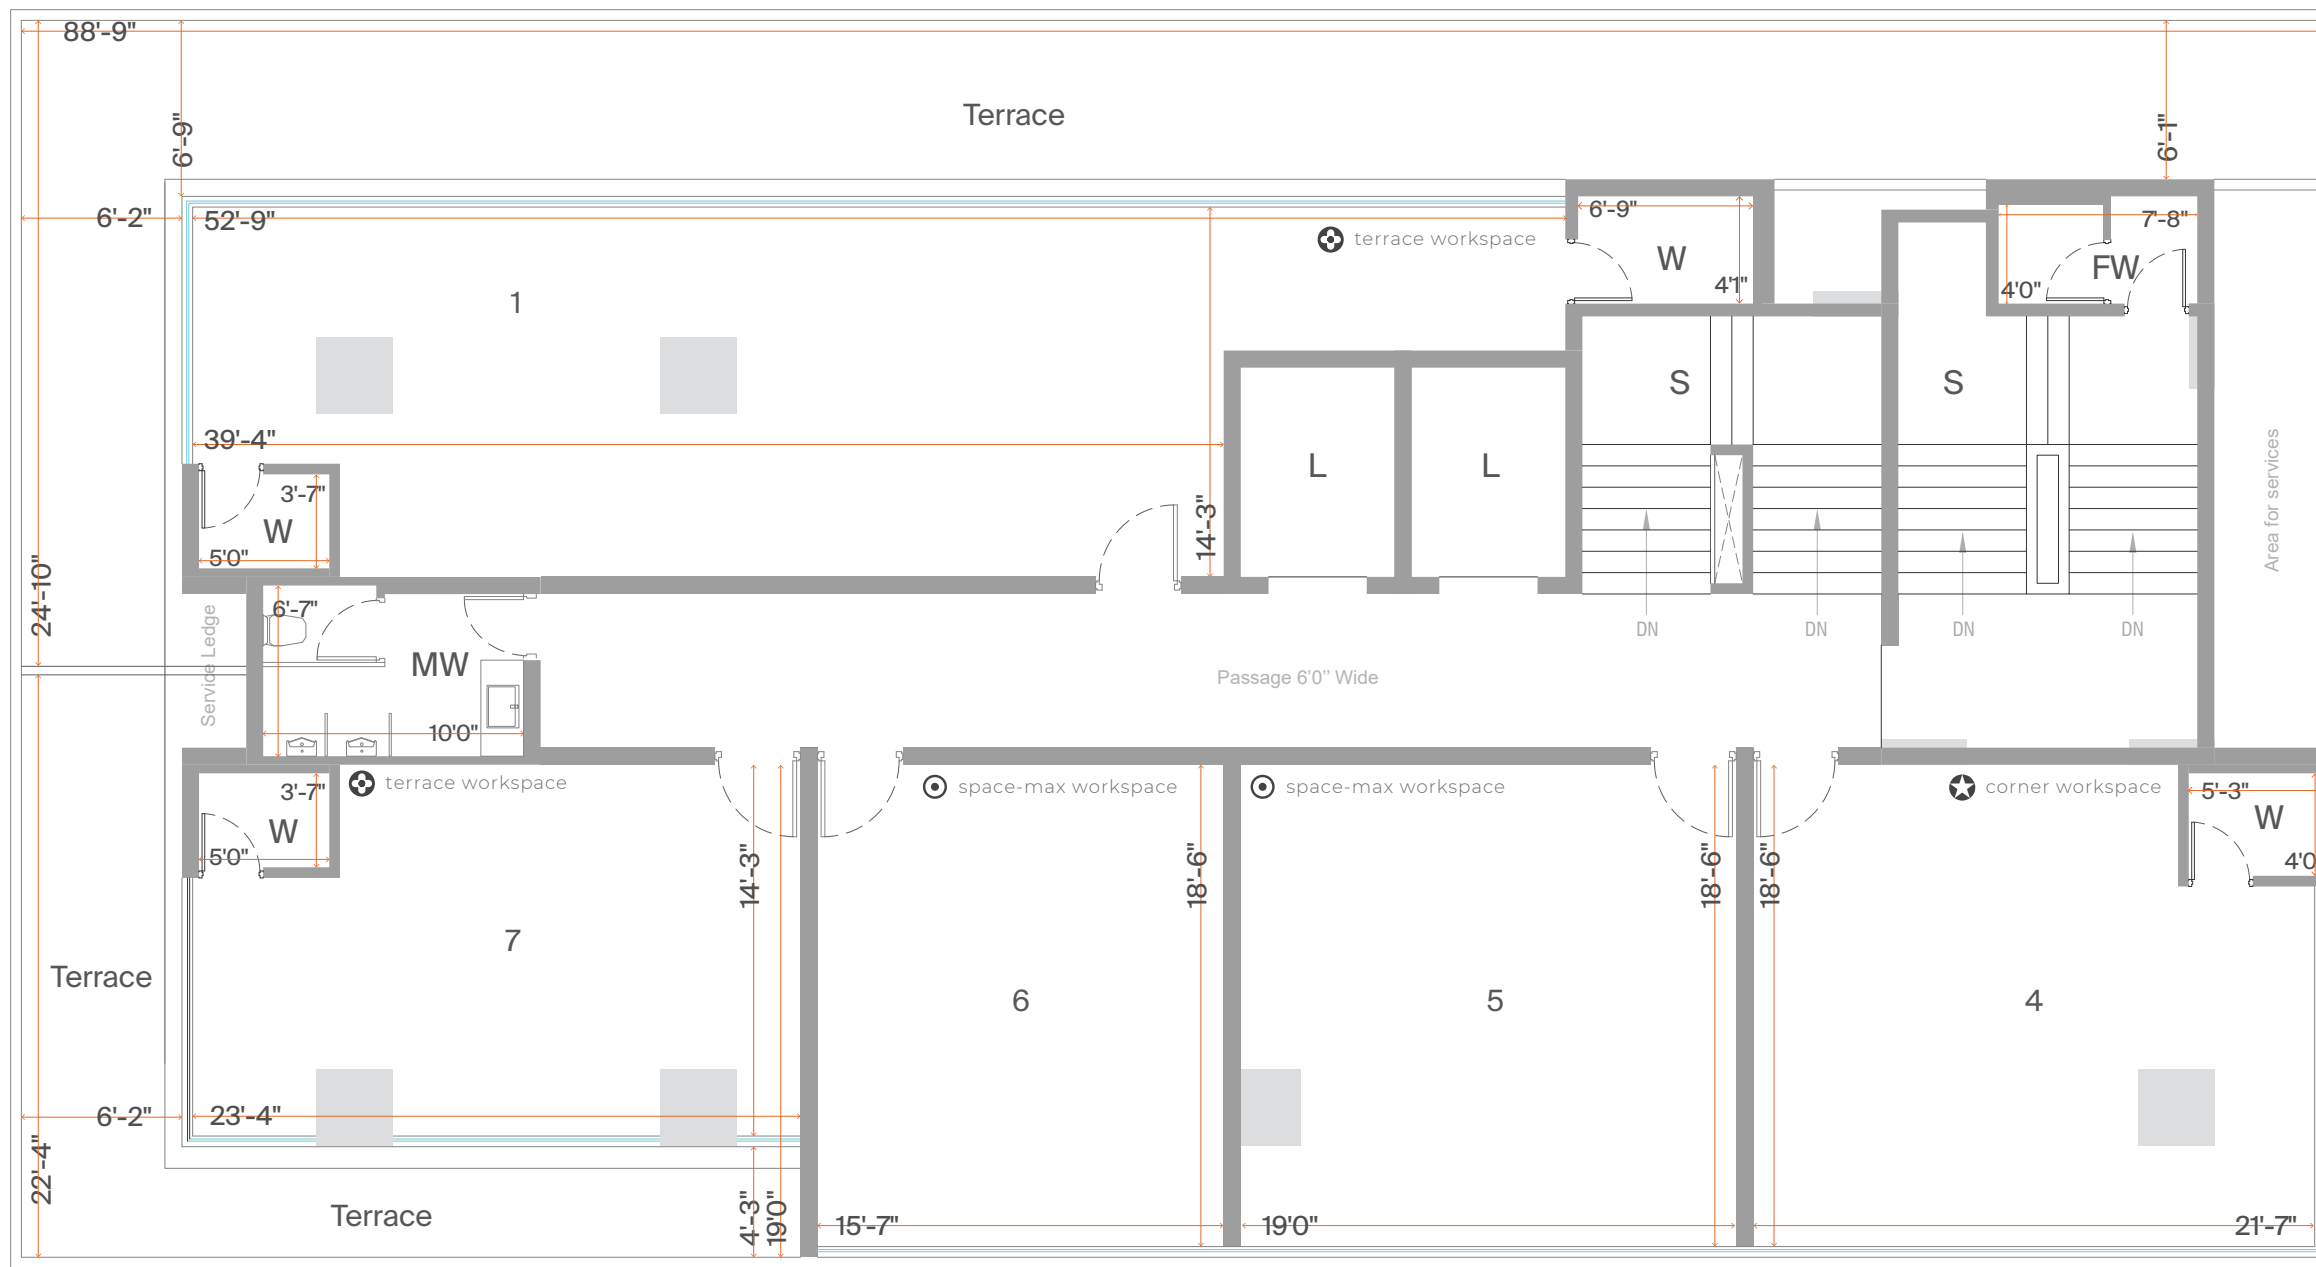 88'-9"
Terrace
6'-9"
6'-1"
6'-2"
52'-9"
6'-9"
7'-8"
terrace workspace
W
FW
4'1"
4'0"
1
S
S
39'-4"
L
L
3'-7"
W
5'0"
14'-3"
Area for services
24'-10"
6'-7"
Service Ledge
MW
DN
DN
DN
DN
Passage 6'0'' Wide
10'0"
terrace workspace
space-max workspace
space-max workspace
corner workspace
3'-7"
5'-3"
W
W
5'0"
4'0
14'-3"
18'-6"
18'-6"
18'-6"
7
Terrace
6
5
4
6'-2"
23'-4"
22'-4"
Terrace
4'-3"
19'0"
15'-7"
19'0"
21'-7"